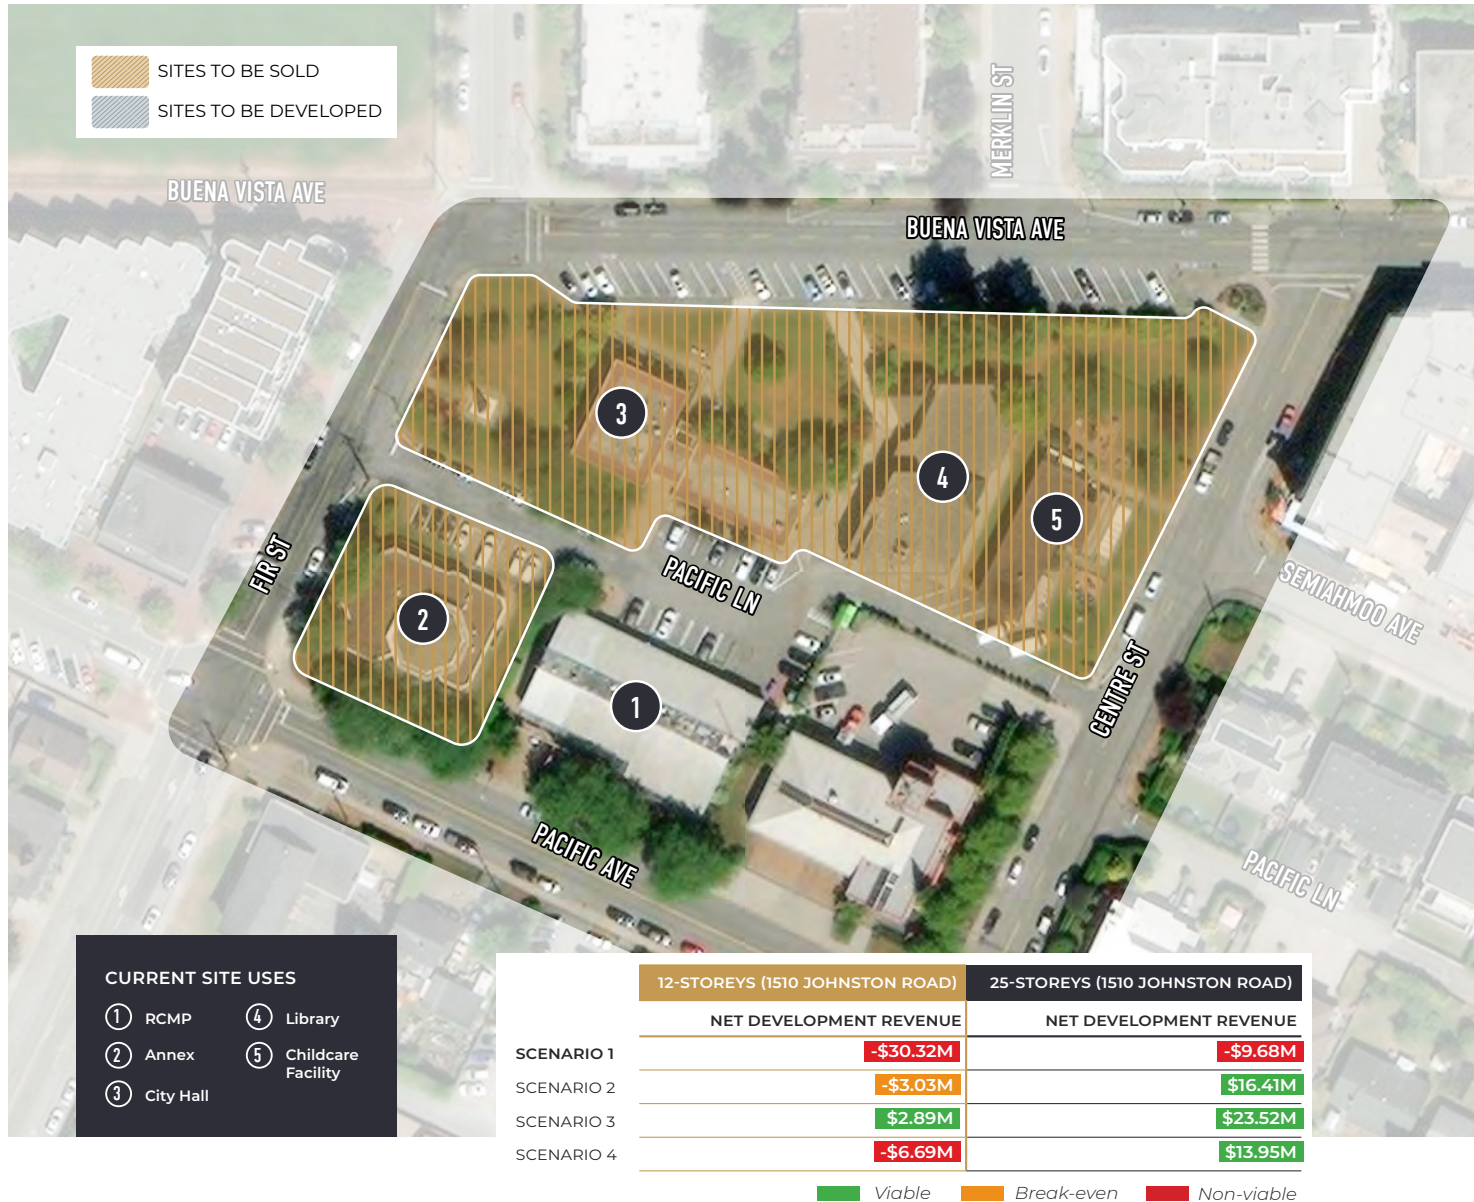 SITES TO BE SOLD
SITES TO BE DEVELOPED
MERKLIN ST
BUENA VISTA AVE
BUENA VISTA AVE
3
4
5
FIR ST
PACIFIC LN
SEMIAHMOO AVE
2
1
CENTRE ST
PACIFIC AVE
PACIFIC LN
CURRENT SITE USES
1 RCMP
2 Annex
3 City Hall
4 Library
5 Childcare
Facility
12-STOREYS (1510 JOHNSTON ROAD) 25-STOREYS (1510 JOHNSTON ROAD)
NET DEVELOPMENT REVENUE NET DEVELOPMENT REVENUE
SCENARIO 1 -$30.32M -$9.68M
SCENARIO 2 -$3.03M $16.41M
SCENARIO 3 $2.89M $23.52M
SCENARIO 4 -$6.69M $13.95M
Viable Break-even Non-viable